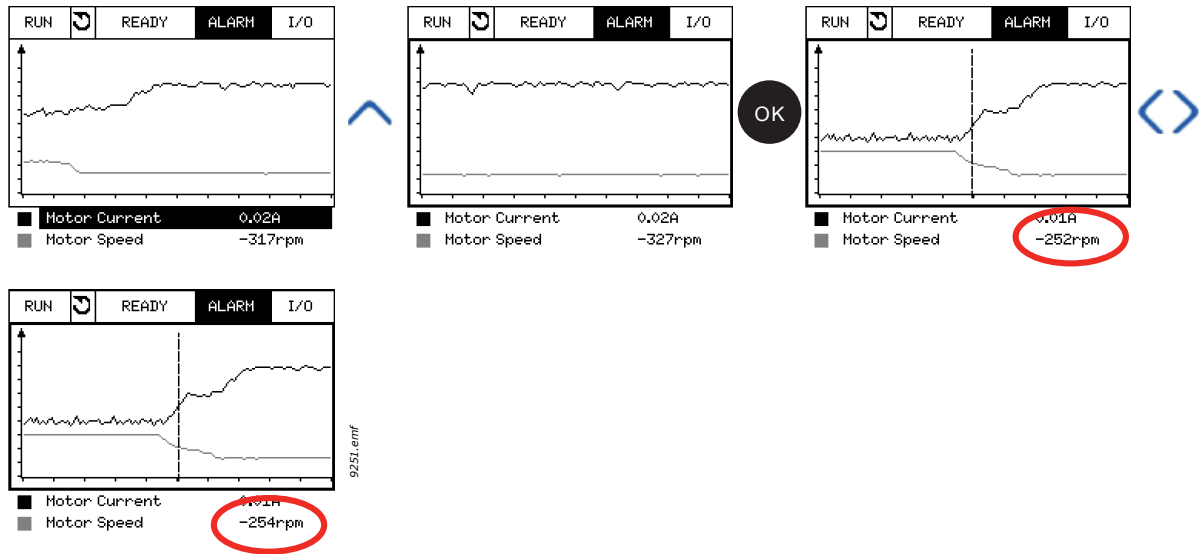 RUN READY ALARM I/O
Motor Current 0.02A
Motor Speed -317rpm
RUN READY ALARM I/O
Motor Current 0.02A
Motor Speed -327rpm
OK
RUN READY ALARM I/O
Motor Current 0.01A
Motor Speed -252rpm
RUN READY ALARM I/O
Motor Current 0.01A
Motor Speed -254rpm
9251.emf